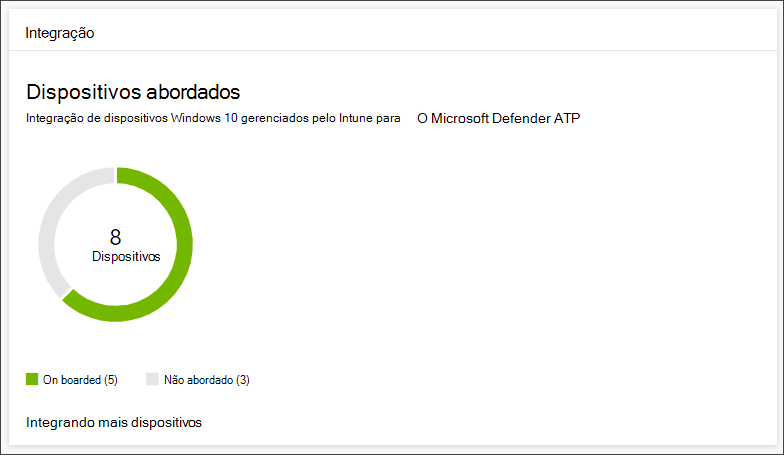 Integração
Dispositivos abordados
Integração de dispositivos Windows 10 gerenciados pelo Intune para O Microsoft Defender ATP
8
Dispositivos
On boarded (5) Não abordado (3)
Integrando mais dispositivos